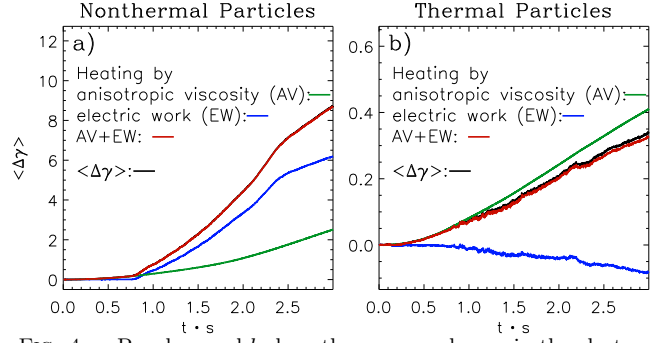 Nonthermal Particles
Thermal Particles
a)
Heating by
anisotropic viscosity (AV):
electric work (EW):
AV+EW:
<Δγ>:
<Δγ>
12
10
8
6
4
2
0
0.0 0.5 1.0 1.5 2.0 2.5
t • s
b)
Heating by
anisotropic viscosity (AV):
electric work (EW):
AV+EW:
<Δγ>:
0.6
0.4
0.2
0.0
0.0 0.5 1.0 1.5 2.0 2.5
t • s